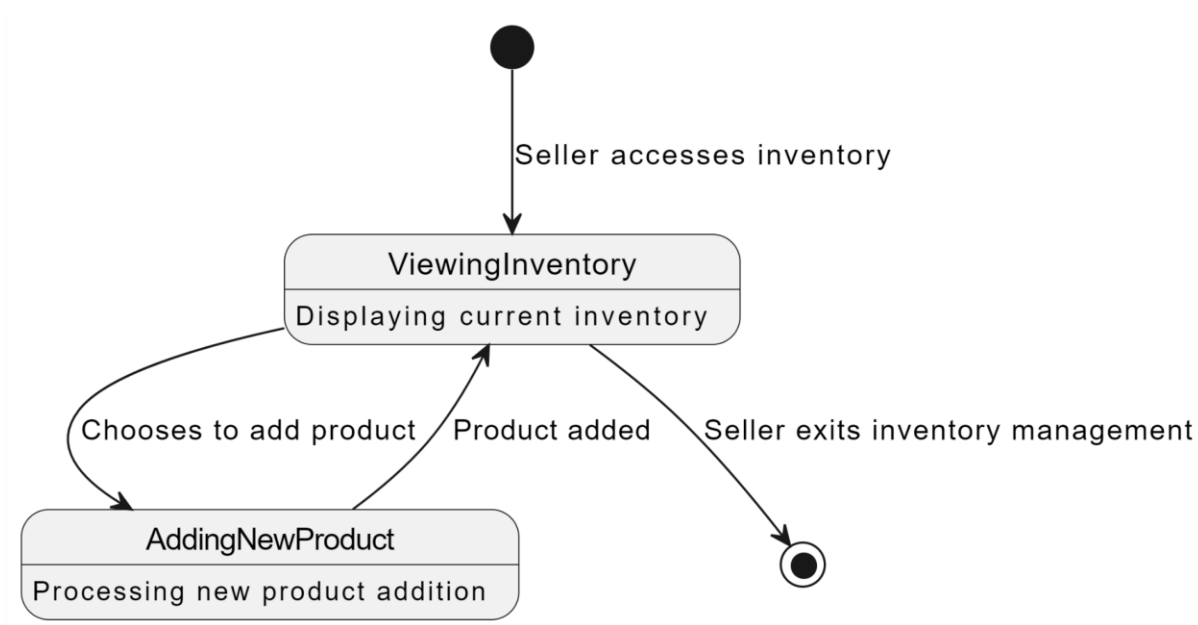 Seller accesses inventory
ViewingInventory
Displaying current inventory
Chooses to add product
Product added
Seller exits inventory management
AddingNewProduct
Processing new product addition